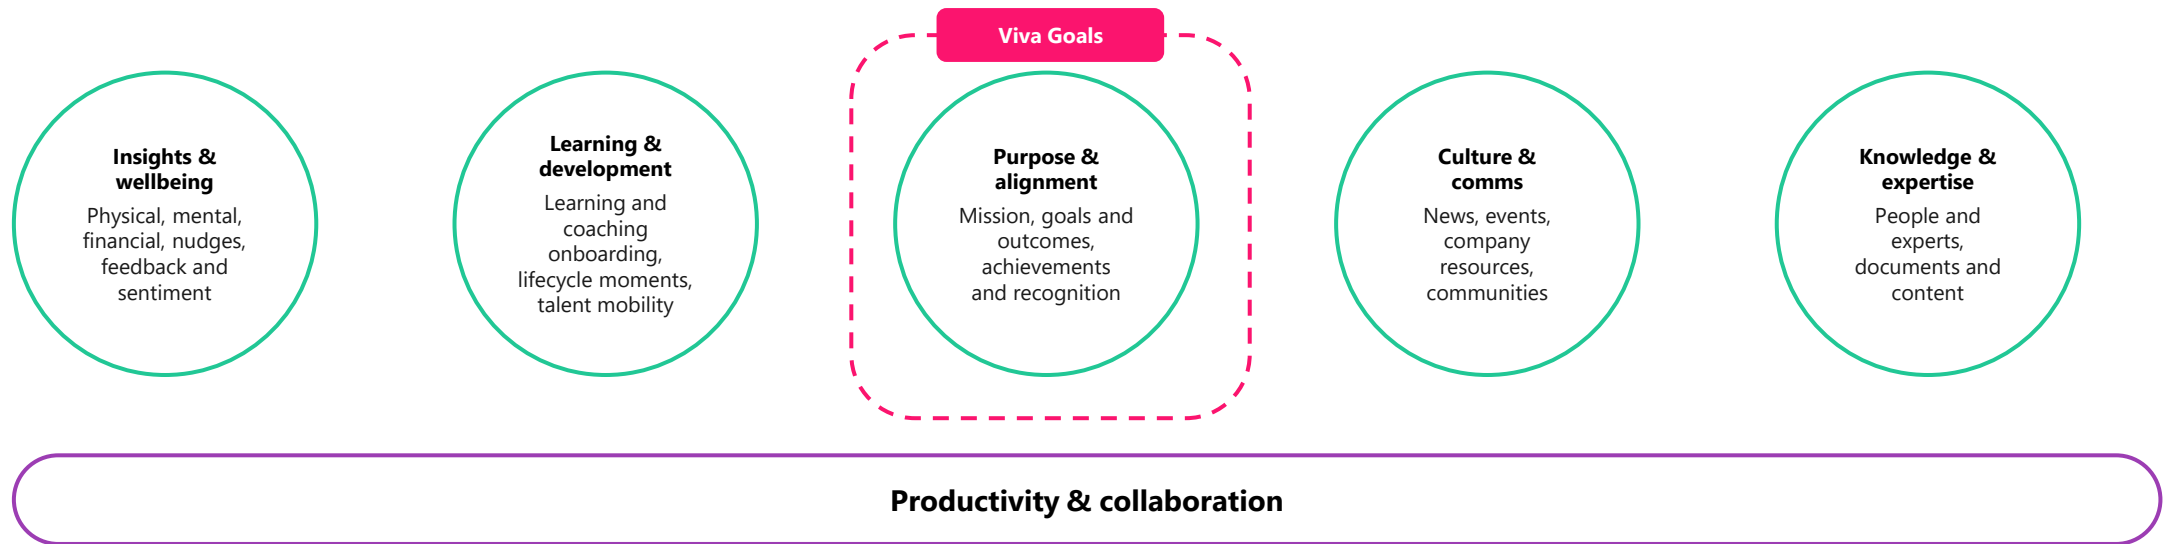 Viva Goals
Insights &
wellbeing
Physical, mental,
financial, nudges,
feedback and
sentiment
Learning &
development
Learning and
coaching
onboarding,
lifecycle moments,
talent mobility
Purpose &
alignment
Mission, goals and
outcomes,
achievements
and recognition
Culture &
comms
News, events,
company
resources,
communities
Knowledge &
expertise
People and
experts,
documents and
content
Productivity & collaboration